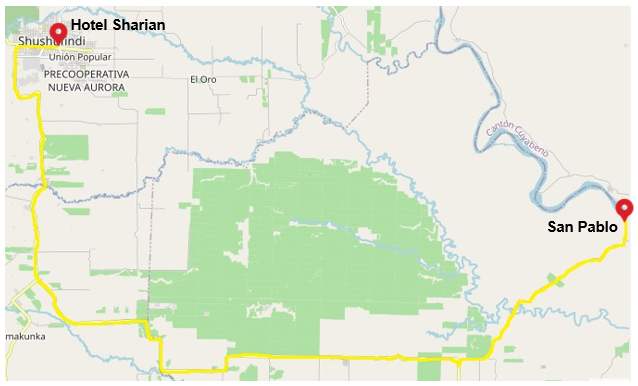 Hotel Sharian
Shushufindi
Unión Popular
PRECOOPERATIVA
NUEVA AURORA
El Oro
Cantón Cuyabeno
San Pablo
makunka